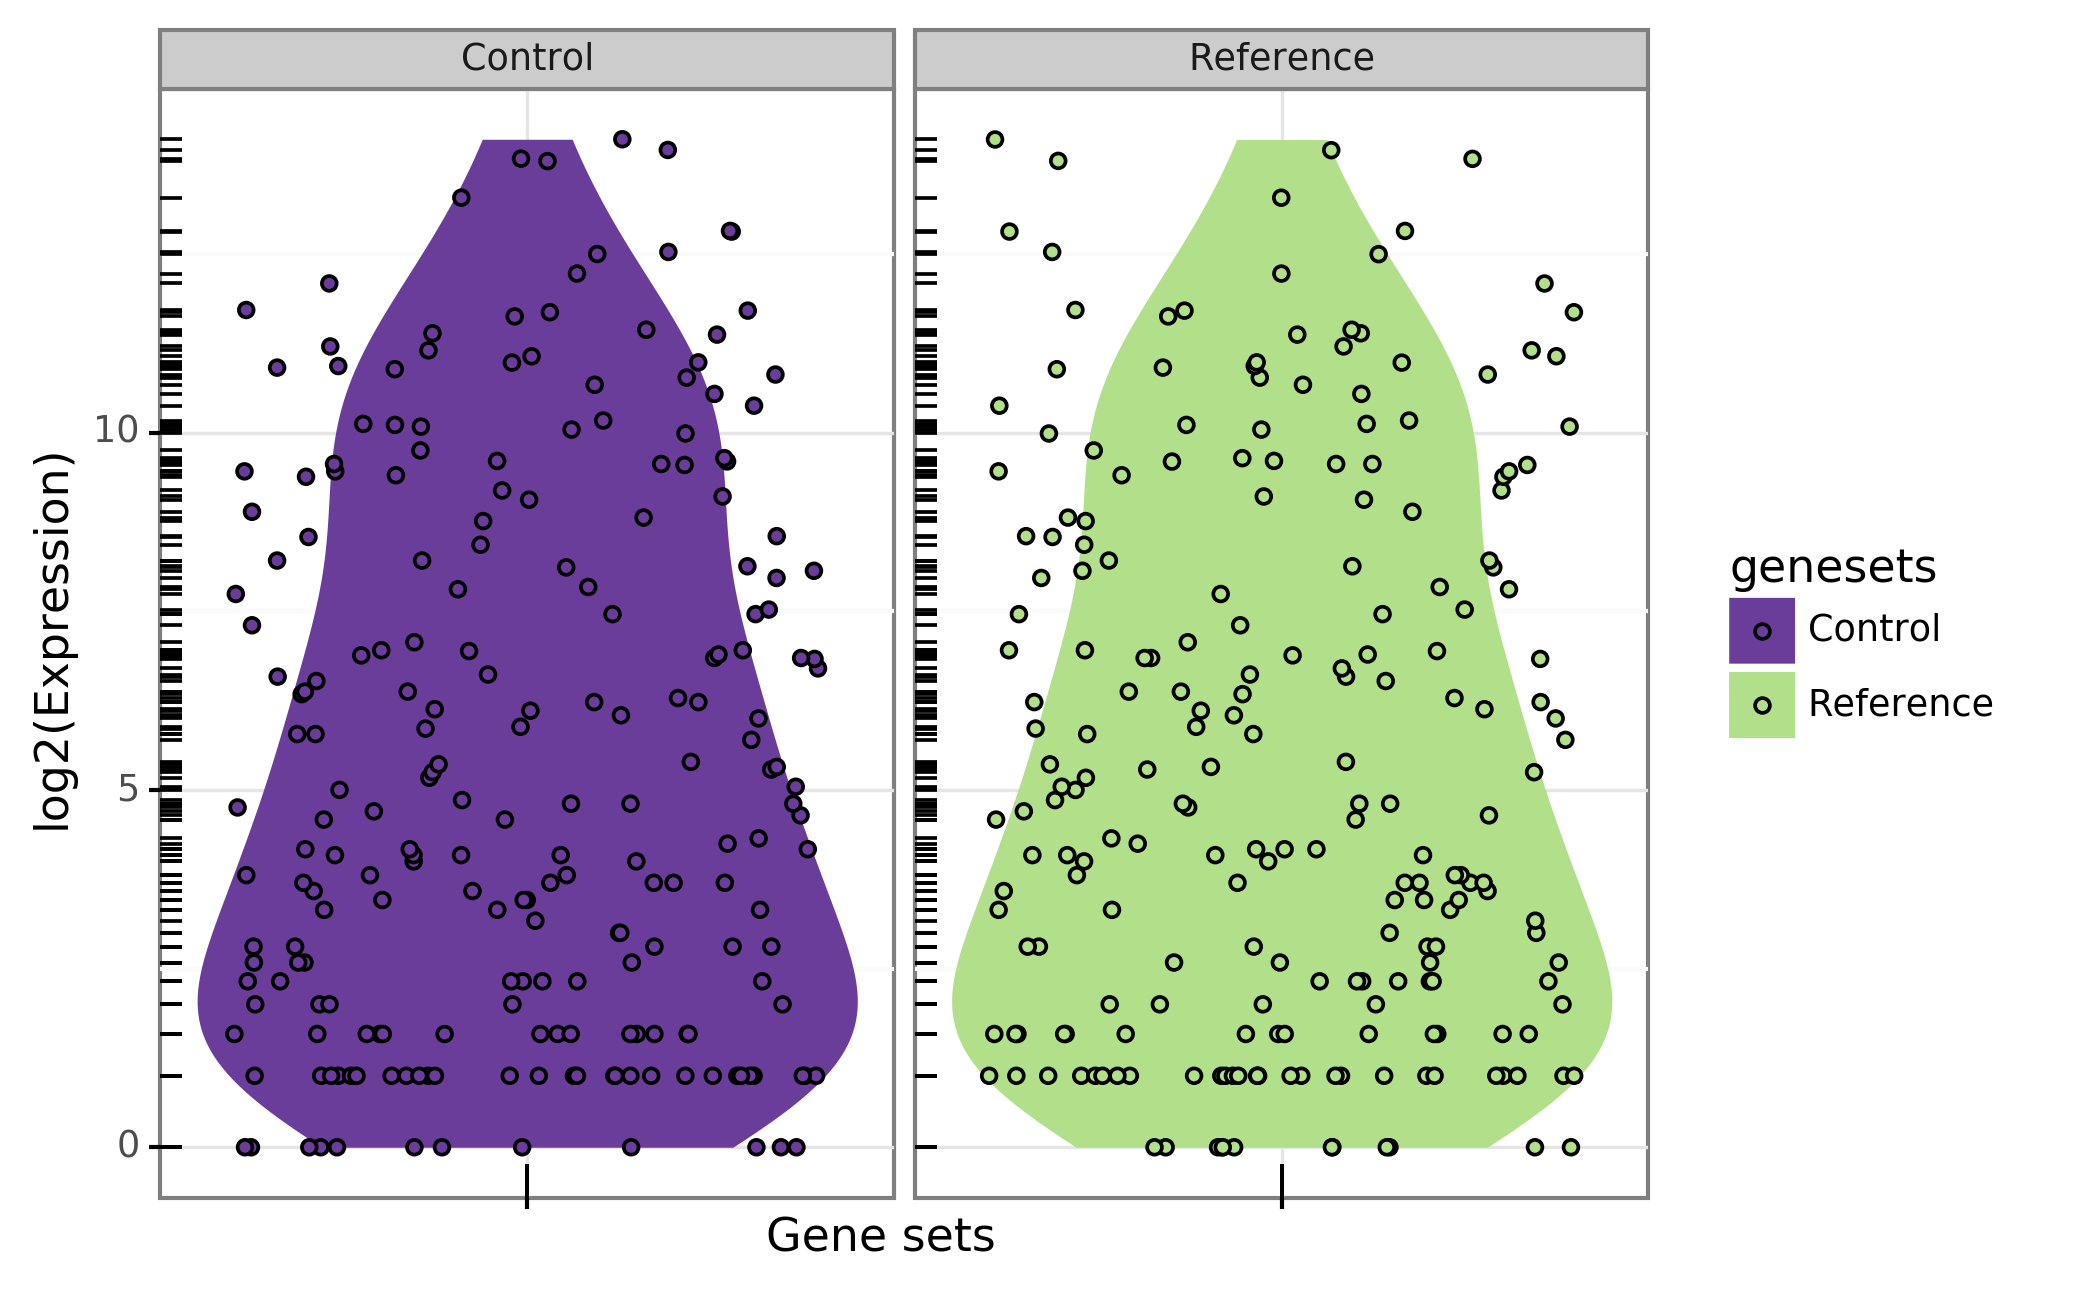 Control
Reference
log2(Expression)
10
5
0
Gene sets
genesets
Control
Reference